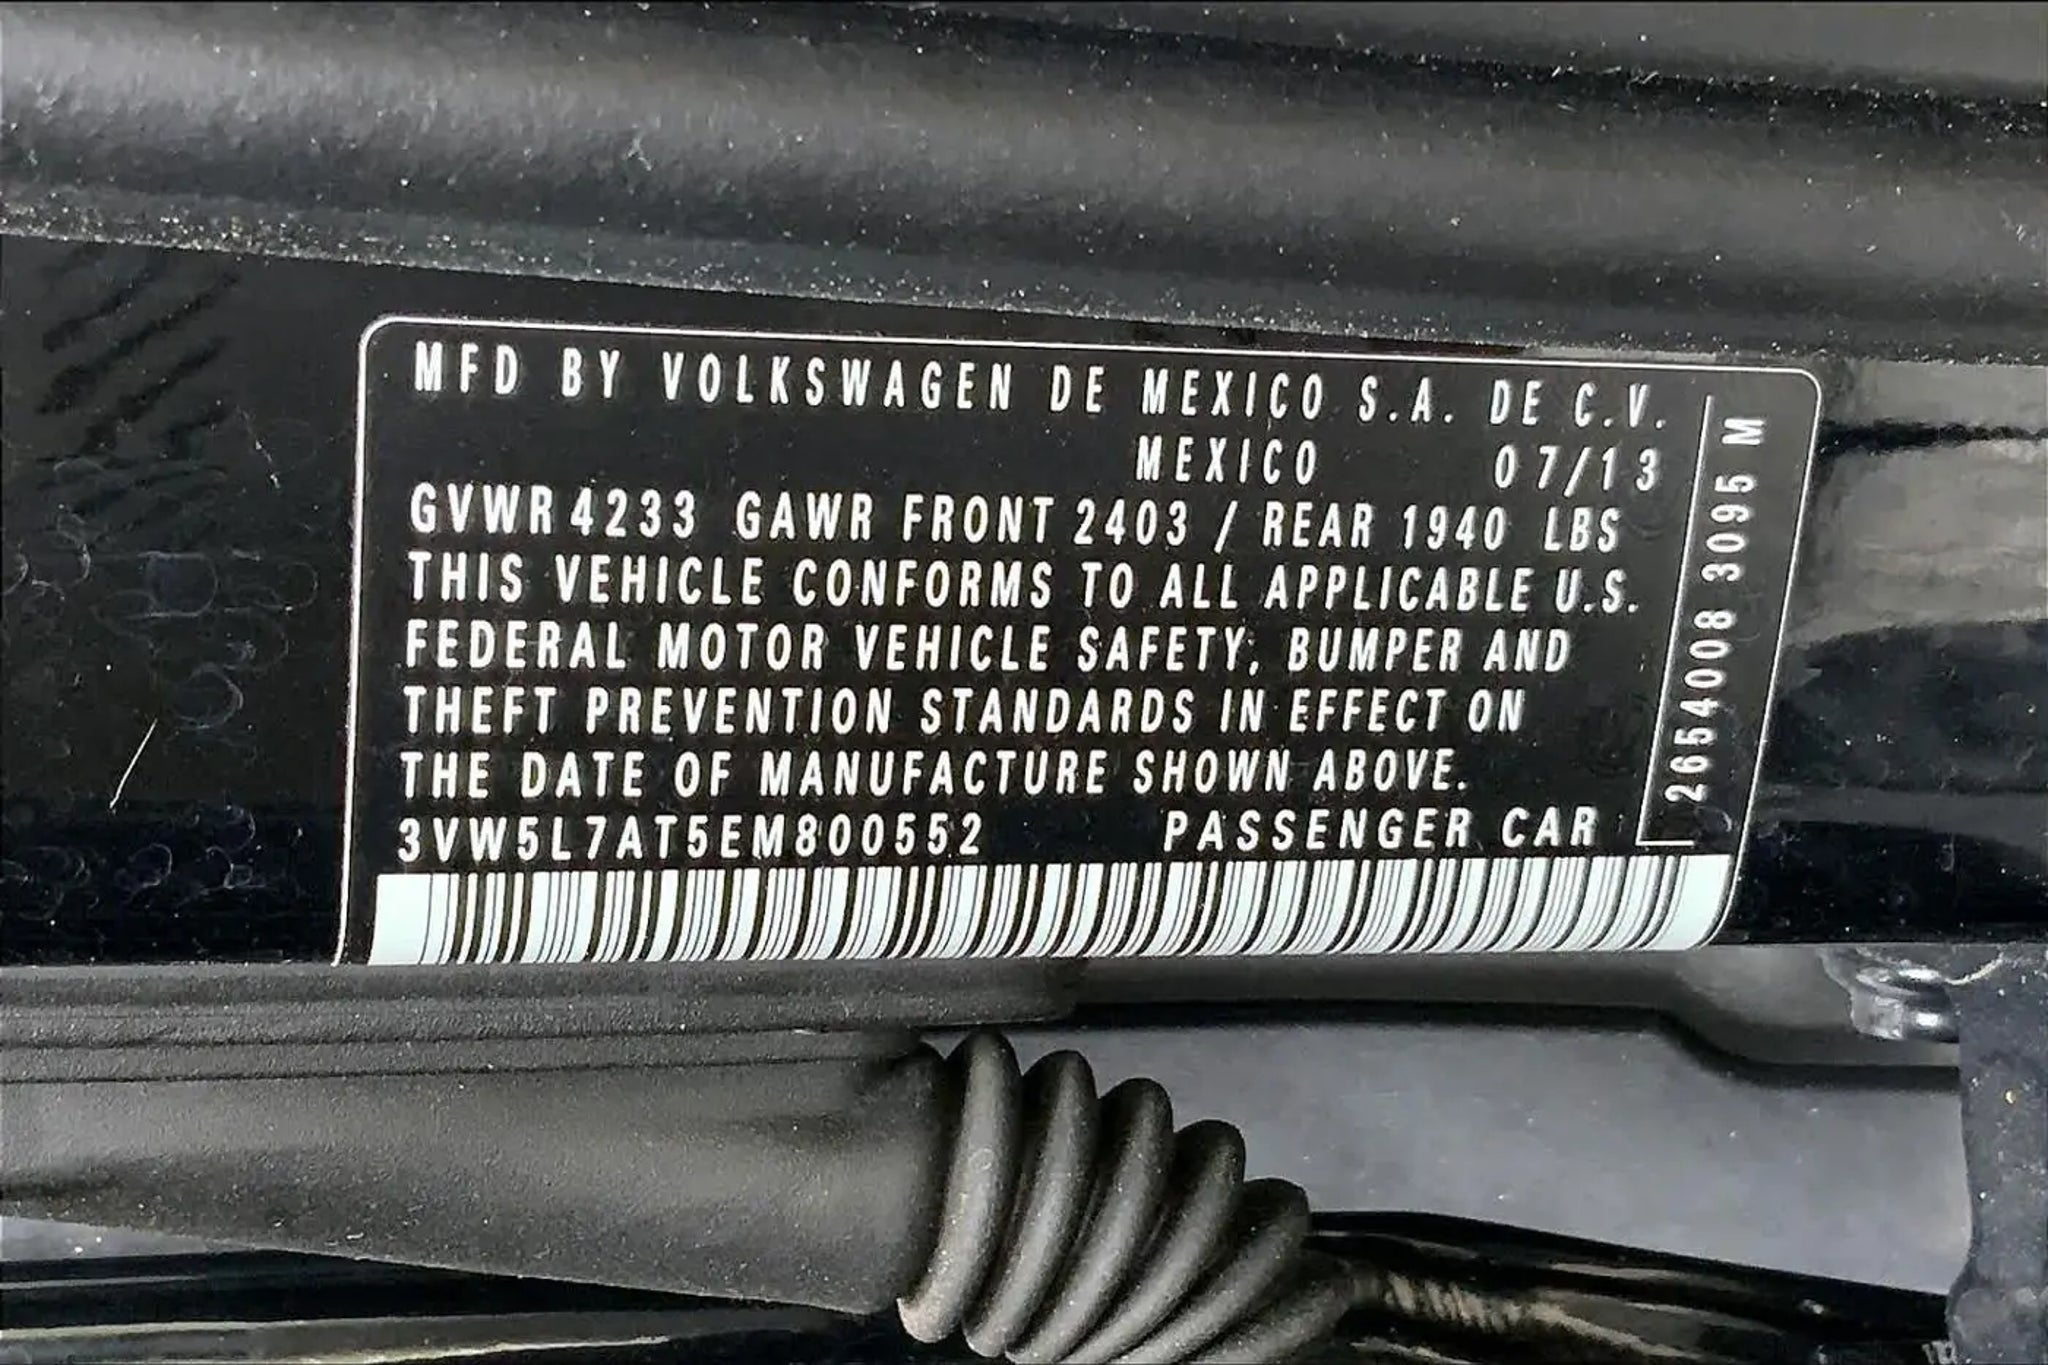 MFD BY VOLKSWAGEN DE MEXICO S.A. DE C.V.
MEXICO 07/13
GVWR 4233 GAWR FRONT 2403 / REAR 1940 LBS
THIS VEHICLE CONFORMS TO ALL APPLICABLE U.S.
FEDERAL MOTOR VEHICLE SAFETY, BUMPER AND
THEFT PREVENTION STANDARDS IN EFFECT ON
THE DATE OF MANUFACTURE SHOWN ABOVE.
3VW5L7AT5EM800552 PASSENGER CAR
2654008 3095 M